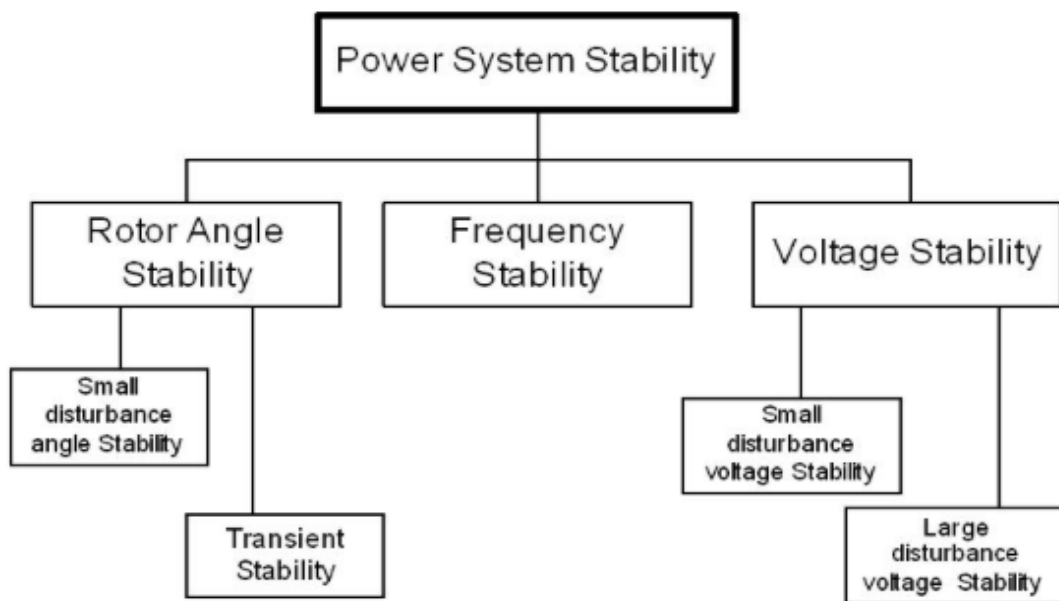 Power System Stability
Rotor Angle
Stability
Frequency
Stability
Voltage Stability
Small
disturbance
angle Stability
Small
disturbance
voltage Stability
Transient
Stability
Large
disturbance
voltage Stability